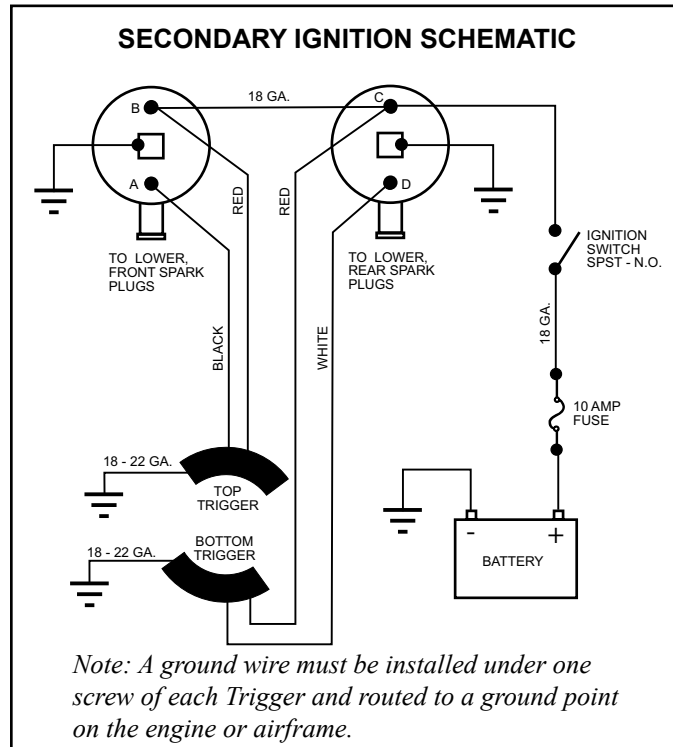 SECONDARY IGNITION SCHEMATIC
B
18 GA.
C
A
D
RED
RED
TO LOWER,
FRONT SPARK
PLUGS
TO LOWER,
REAR SPARK
PLUGS
IGNITION
SWITCH
SPST - N.O.
BLACK
WHITE
18 GA.
10 AMP
FUSE
18 - 22 GA.
TOP
TRIGGER
18 - 22 GA.
BOTTOM
TRIGGER
- +
BATTERY
Note: A ground wire must be installed under one
screw of each Trigger and routed to a ground point
on the engine or airframe.